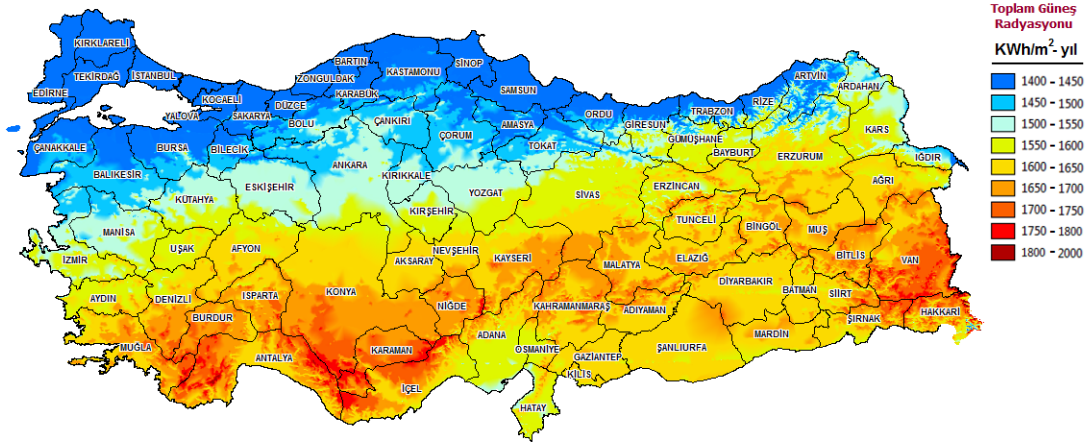 Toplam Güneş
Radyasyonu
KWh/m²- yıl
1400 - 1450
1450 - 1500
1500 - 1550
1550 - 1600
1600 - 1650
1650 - 1700
1700 - 1750
1750 - 1800
1800 - 2000
KIRKLARELİ
TEKİRDAĞ
İSTANBUL
EDİRNE
KOCAELİ
YALOVA
SAKARYA
DÜZCE
BOLU
ZONGULDAK
BARTIN
KARABÜK
KASTAMONU
SİNOP
ÇANKIRI
SAMSUN
ÇORUM
AMASYA
TOKAT
ORDU
GİRESUN
TRABZON
RİZE
ARTVİN
ARDAHAN
GÜMÜŞHANE
BAYBURT
ERZURUM
KARS
IĞDIR
AĞRI
ÇANAKKALE
BURSA
BİLECİK
BALIKESİR
ESKİŞEHİR
ANKARA
KIRIKKALE
KÜTAHYA
YOZGAT
SİVAS
ERZİNCAN
TUNCELİ
BİNGÖL
MUŞ
KIRŞEHİR
MANİSA
UŞAK
AFYON
NEVŞEHİR
KAYSERİ
AKSARAY
İZMİR
MALATYA
ELAZIĞ
BİTLİS
VAN
DİYARBAKIR
BATMAN
SİİRT
AYDIN
DENİZLİ
ISPARTA
KONYA
NİĞDE
KAHRAMANMARAŞ
ADIYAMAN
ŞIRNAK
HAKKARİ
BURDUR
MARDİN
MUĞLA
ANTALYA
KARAMAN
ADANA
OSMANİYE
GAZİANTEP
ŞANLIURFA
KİLİS
İÇEL
HATAY